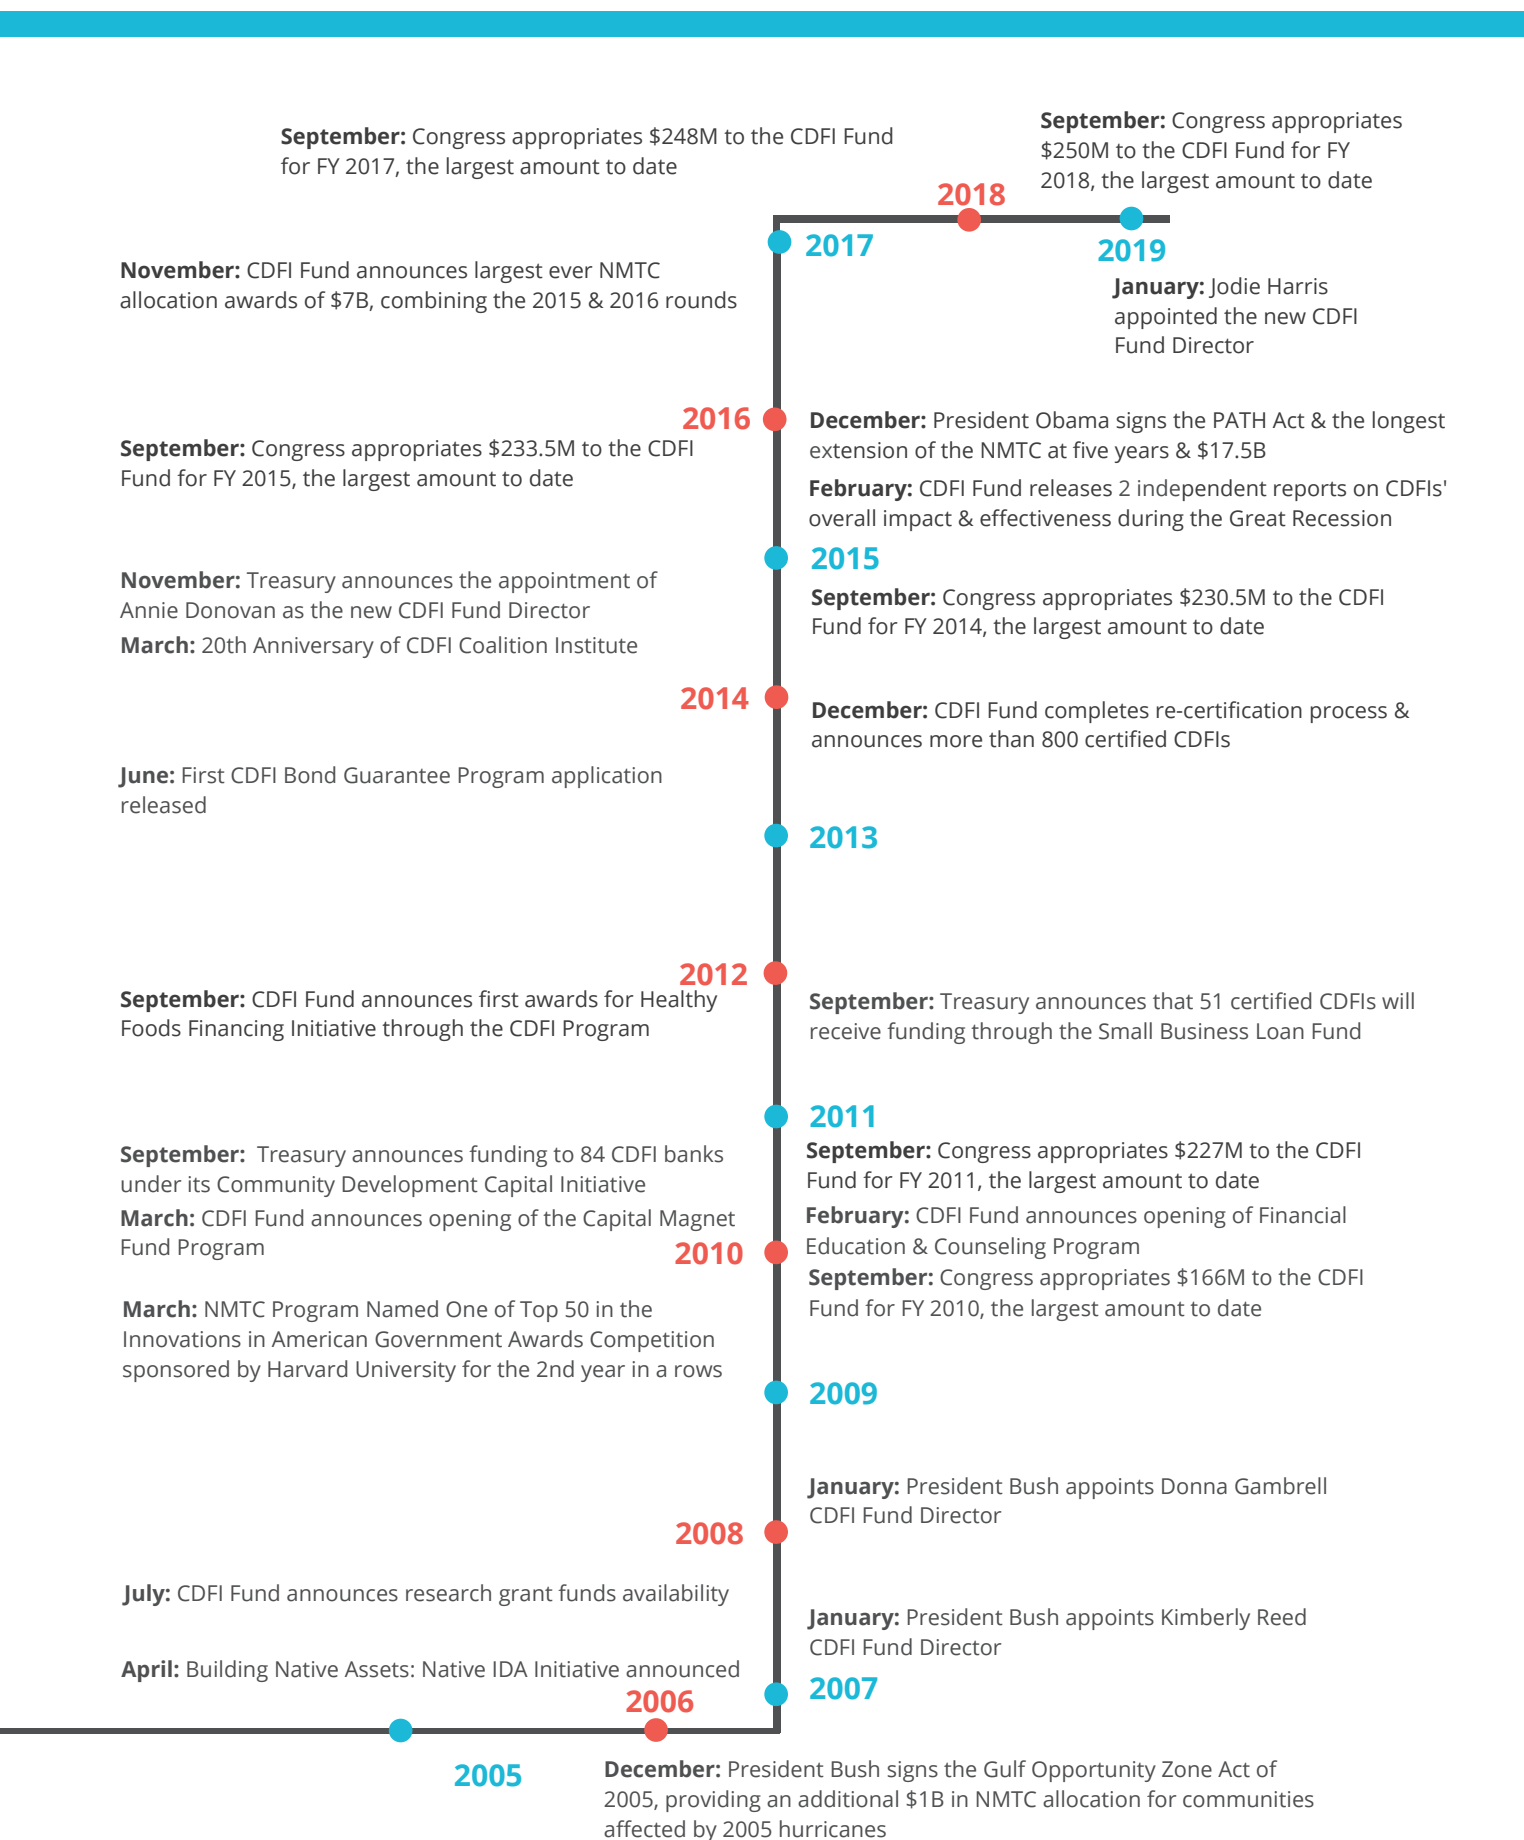 September: Congress appropriates $248M to the CDFI Fund
for FY 2017, the largest amount to date
September: Congress appropriates
$250M to the CDFI Fund for FY
2018, the largest amount to date
2018
2017
2019
November: CDFI Fund announces largest ever NMTC
allocation awards of $7B, combining the 2015 & 2016 rounds
January: Jodie Harris
appointed the new CDFI
Fund Director
2016
December: President Obama signs the PATH Act & the longest
extension of the NMTC at five years & $17.5B
September: Congress appropriates $233.5M to the CDFI
Fund for FY 2015, the largest amount to date
February: CDFI Fund releases 2 independent reports on CDFIs'
overall impact & effectiveness during the Great Recession
2015
November: Treasury announces the appointment of
Annie Donovan as the new CDFI Fund Director
March: 20th Anniversary of CDFI Coalition Institute
September: Congress appropriates $230.5M to the CDFI
Fund for FY 2014, the largest amount to date
2014
December: CDFI Fund completes re-certification process &
announces more than 800 certified CDFIs
June: First CDFI Bond Guarantee Program application
released
2013
2012
September: CDFI Fund announces first awards for Healthy
Foods Financing Initiative through the CDFI Program
September: Treasury announces that 51 certified CDFIs will
receive funding through the Small Business Loan Fund
2011
September: Treasury announces funding to 84 CDFI banks
under its Community Development Capital Initiative
March: CDFI Fund announces opening of the Capital Magnet
Fund Program
September: Congress appropriates $227M to the CDFI
Fund for FY 2011, the largest amount to date
February: CDFI Fund announces opening of Financial
Education & Counseling Program
2010
September: Congress appropriates $166M to the CDFI
Fund for FY 2010, the largest amount to date
March: NMTC Program Named One of Top 50 in the
Innovations in American Government Awards Competition
sponsored by Harvard University for the 2nd year in a rows
2009
January: President Bush appoints Donna Gambrell
CDFI Fund Director
2008
July: CDFI Fund announces research grant funds availability
January: President Bush appoints Kimberly Reed
CDFI Fund Director
April: Building Native Assets: Native IDA Initiative announced
2007
2006
2005
December: President Bush signs the Gulf Opportunity Zone Act of
2005, providing an additional $1B in NMTC allocation for communities
affected by 2005 hurricanes